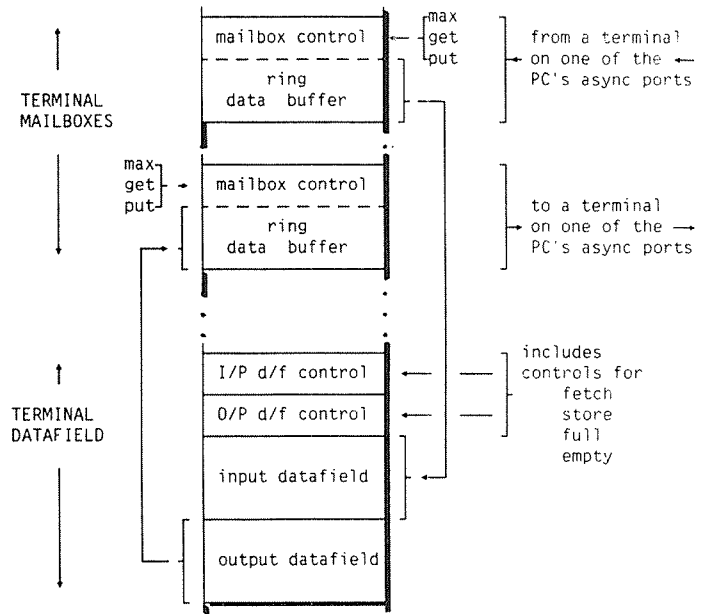 mailbox control
ring
data buffer
max
get
put
from a terminal
on one of the
PC's async ports
TERMINAL
MAILBOXES
max
get
put
mailbox control
ring
data buffer
to a terminal
on one of the
PC's async ports
I/P d/f control
O/P d/f control
includes
controls for
fetch
store
full
empty
TERMINAL
DATAFIELD
input datafield
output datafield